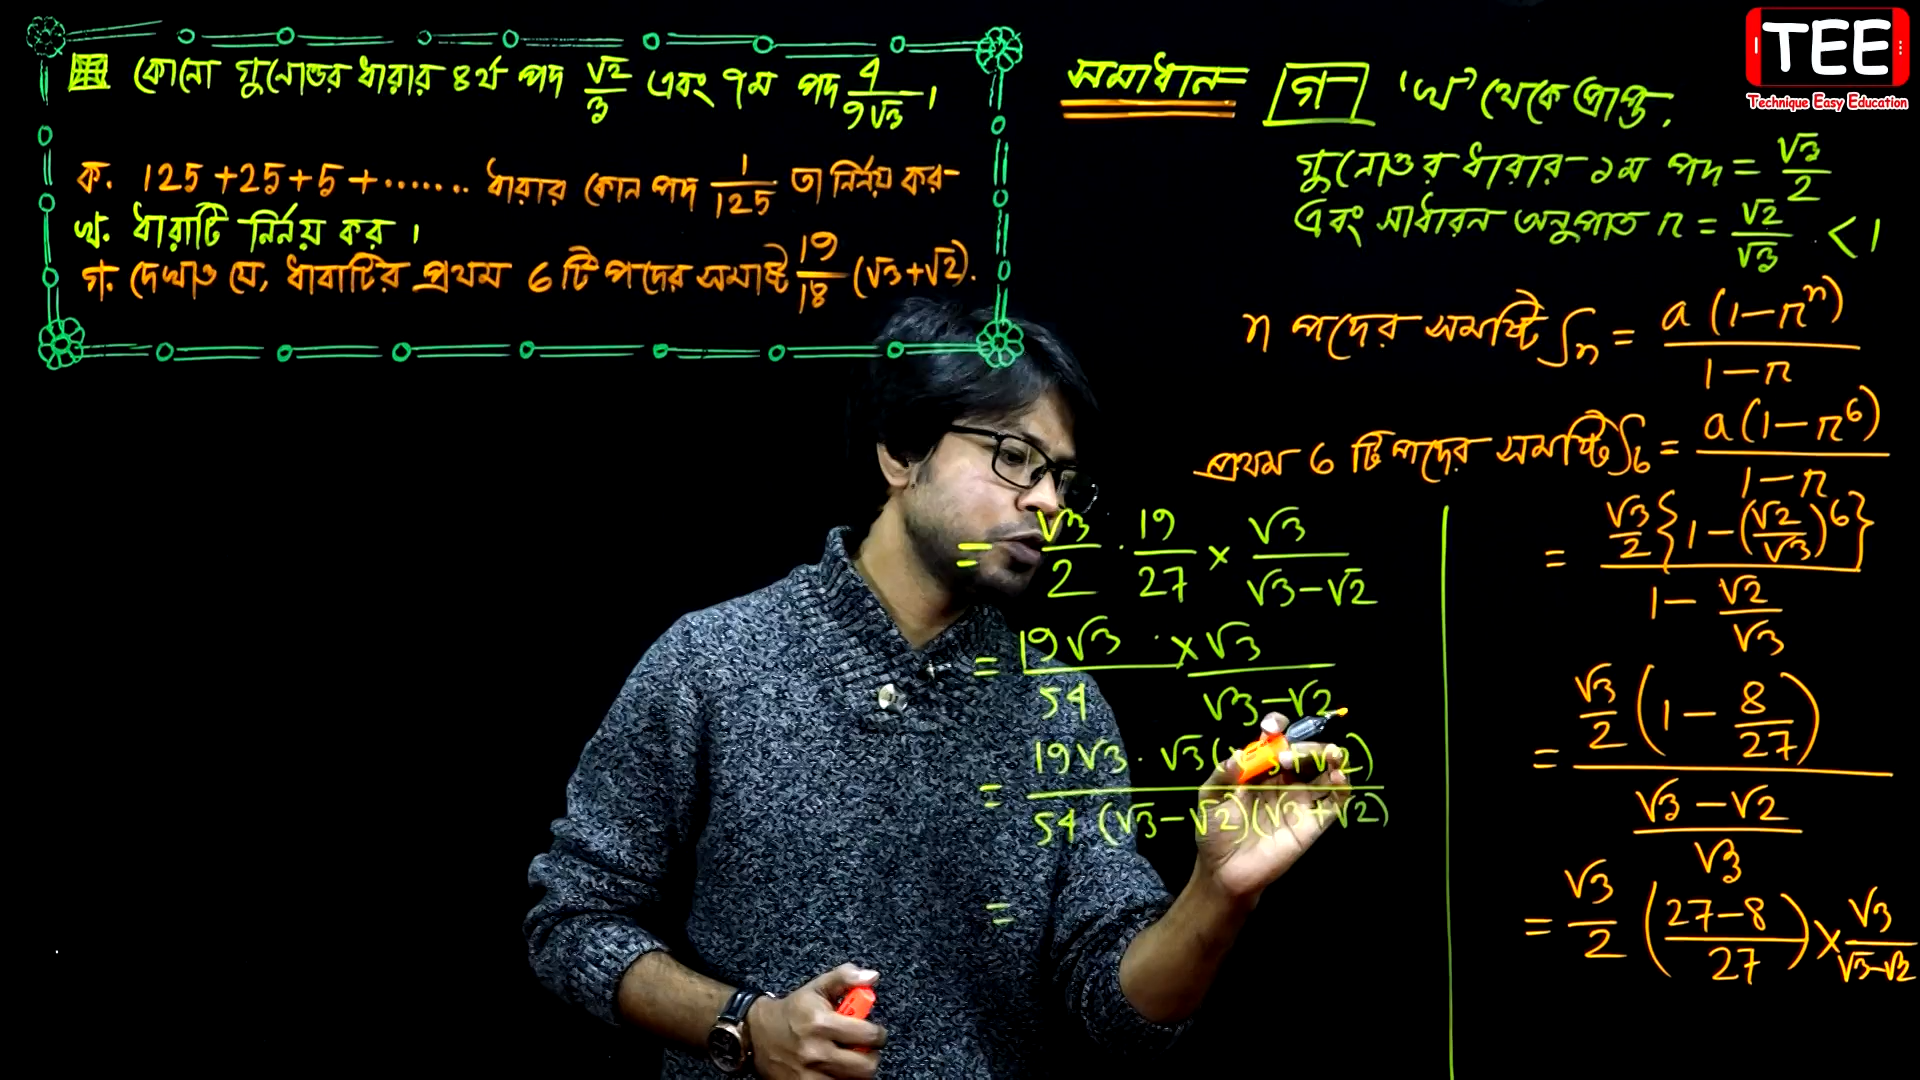 কোনো গুনোত্তর ধারার ৪র্থ পদ √2/3 এবং ৭ম পদ 4/9√3 ।
ক. 125+25+5+....... ধারার কোন পদ 1/125 তা নির্নয় কর-
খ. ধারাটি নির্নয় কর ।
গ. দেখাও যে, ধারাটির প্রথম 6 টি পদের সমষ্টি 19/18 (√3+√2).
সমাধান গ 'খ' থেকে প্রাপ্ত,
গুনোত্তর ধারার ১ম পদ = √3/2
এবং সাধারন অনুপাত r = √2/√3 < 1
n পদের সমষ্টি Sn = a(1-r^n)/1-r
প্রথম 6 টি পদের সমষ্টি S6 = a(1-r^6)/1-r
= √3/2{1-(√2/√3)^6}/1-√2/√3
= √3/2(1-8/27)/√3-√2/√3
= √3/2 (27-8/27)×√3/√3-√2
= √3/2 · 19/27 × √3/√3-√2
= 19√3/54 · × √3/√3-√2
= 19√3 · √3(√3+√2)/54(√3-√2)(√3+√2)
=
TEE
Technique Easy Education